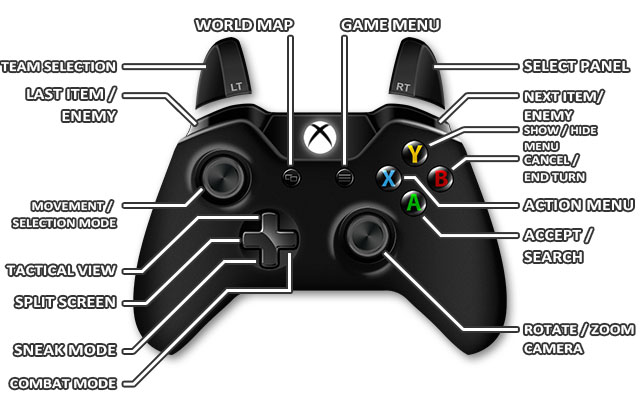 WORLD MAP
GAME MENU
TEAM SELECTION
LT
RT
SELECT PANEL
LAST ITEM /
ENEMY
NEXT ITEM/
ENEMY
SHOW / HIDE
MENU
CANCEL /
END TURN
Y
X
B
A
MOVEMENT /
SELECTION MODE
ACTION MENU
ACCEPT /
SEARCH
TACTICAL VIEW
SPLIT SCREEN
SNEAK MODE
COMBAT MODE
ROTATE / ZOOM
CAMERA